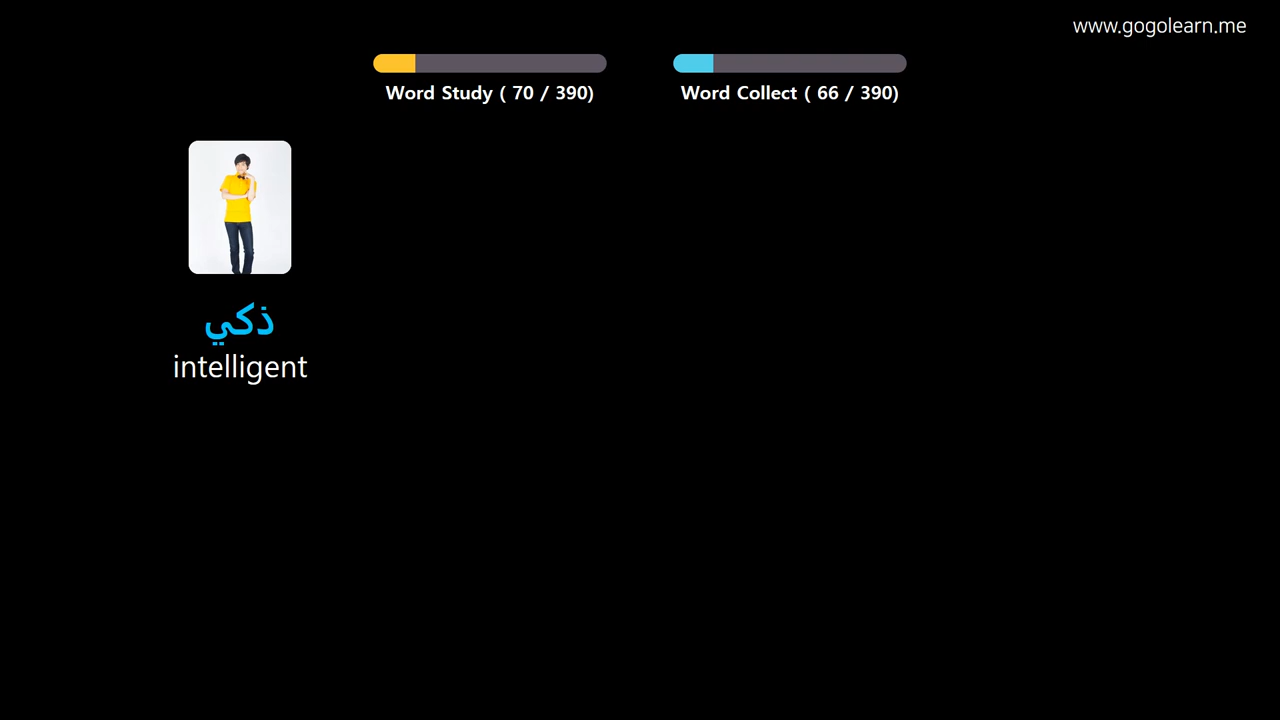 www.gogolearn.me
Word Study ( 70 / 390)
Word Collect ( 66 / 390)
ذكي
intelligent